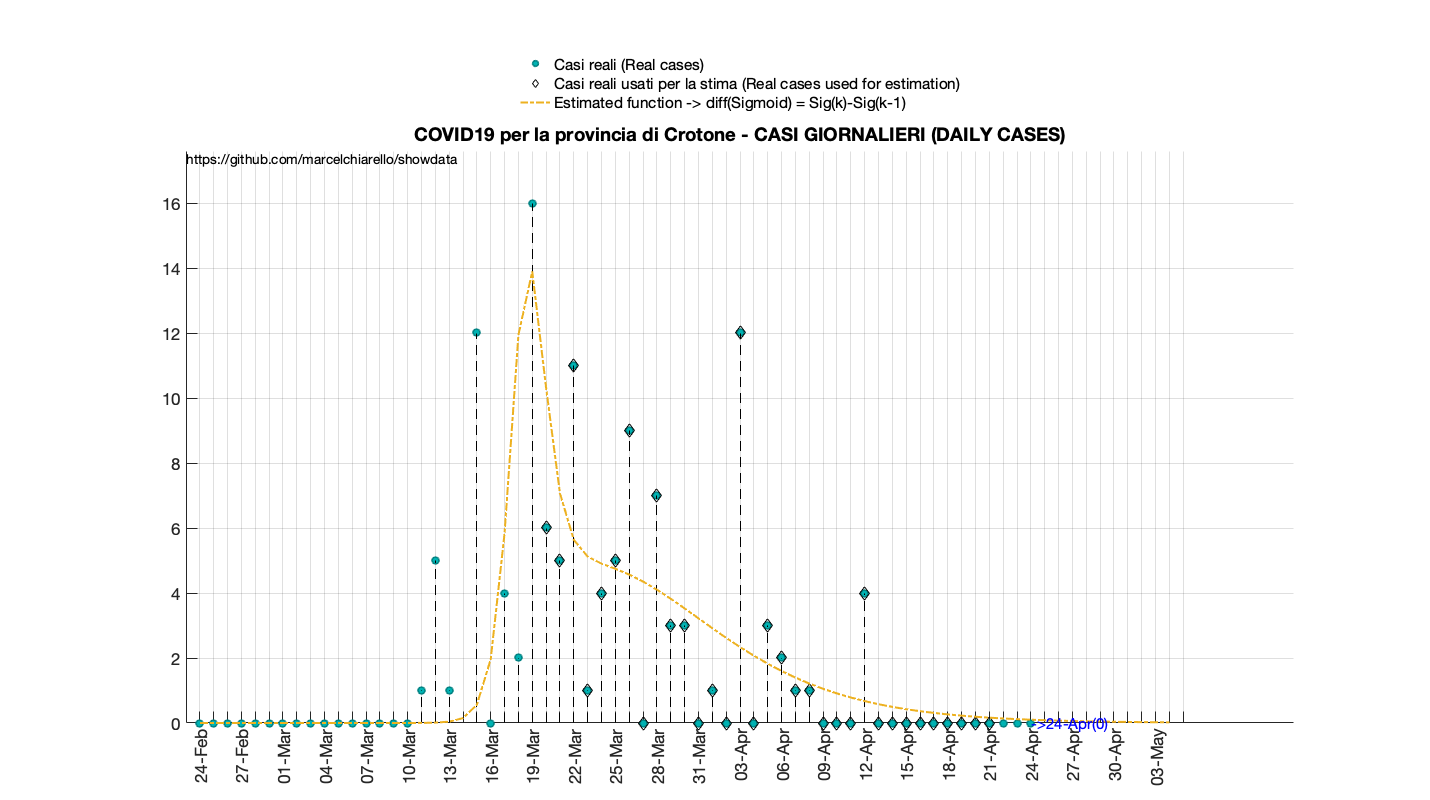 Casi reali (Real cases)
Casi reali usati per la stima (Real cases used for estimation)
Estimated function -> diff(Sigmoid) = Sig(k)-Sig(k-1)
COVID19 per la provincia di Crotone - CASI GIORNALIERI (DAILY CASES)
https://github.com/marcelchiarello/showdata
16
14
12
10
8
6
4
2
0
->24-Apr(0)
24-Feb
27-Feb
01-Mar
04-Mar
07-Mar
10-Mar
13-Mar
16-Mar
19-Mar
22-Mar
25-Mar
28-Mar
31-Mar
03-Apr
06-Apr
09-Apr
12-Apr
15-Apr
18-Apr
21-Apr
24-Apr
27-Apr
30-Apr
03-May